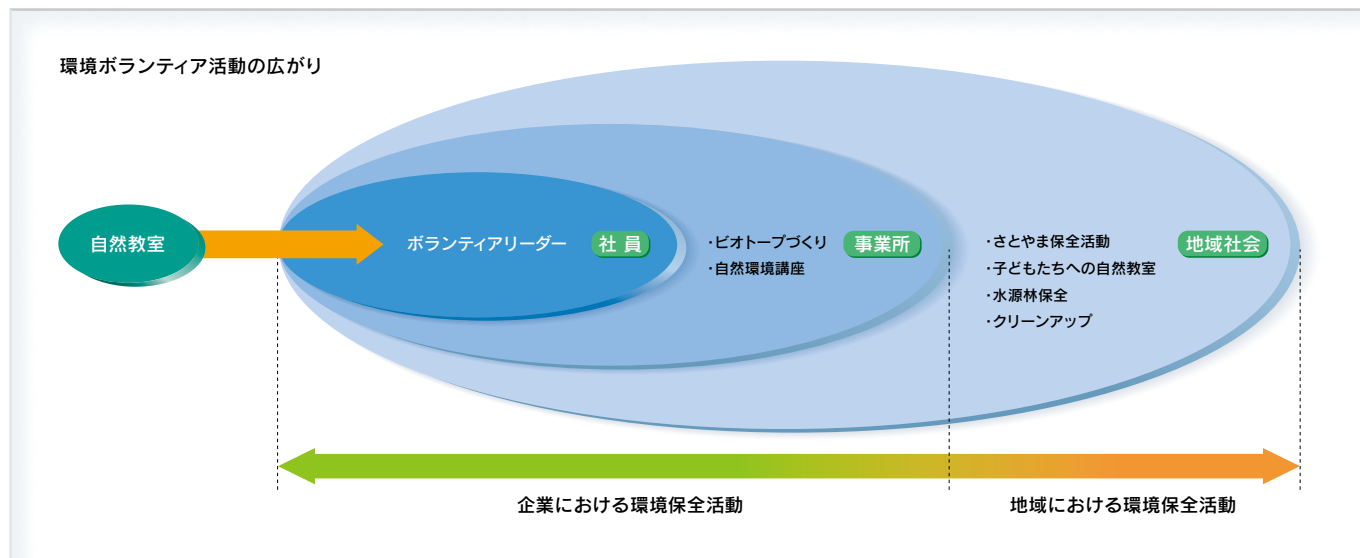 環境ボランティア活動の広がり
自然教室
ボランティアリーダー
社 員
・ビオトープづくり
・自然環境講座
事業所
・さとやま保全活動
・子どもたちへの自然教室
・水源林保全
・クリーンアップ
地域社会
企業における環境保全活動
地域における環境保全活動